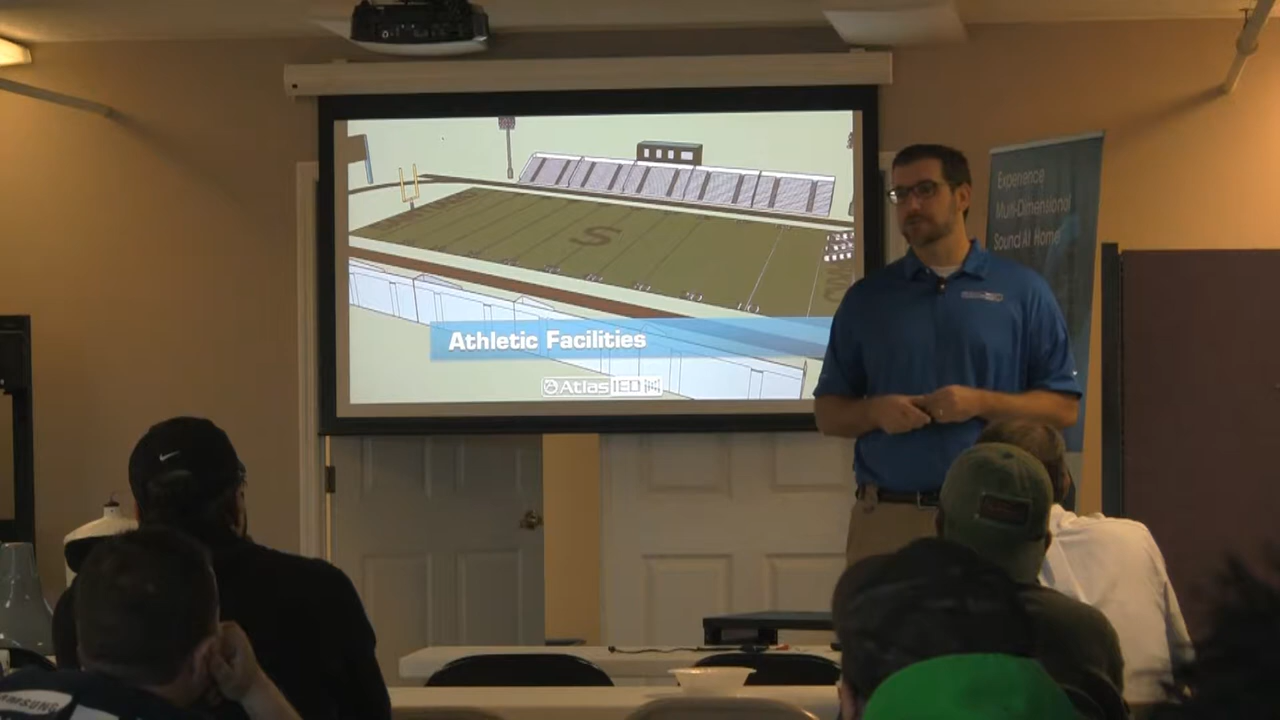 S
Athletic Facilities
AtlasIED
Experience
Multi-Dimensional
Sound At Home
SAMSUNG